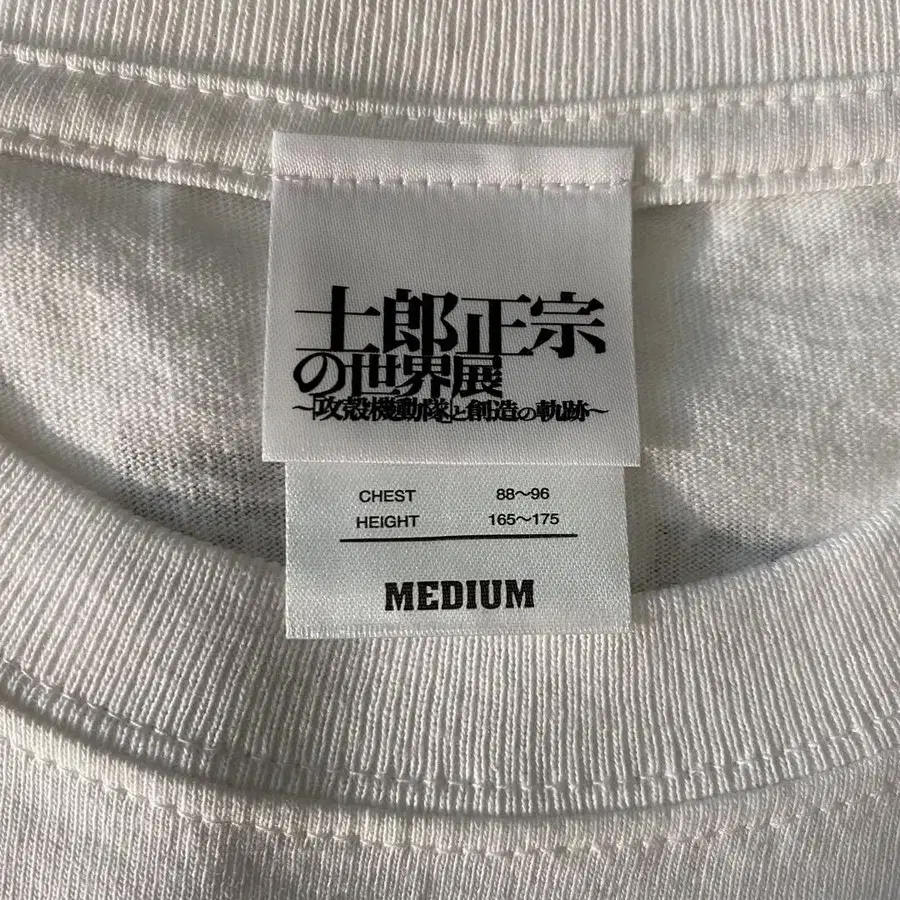 士郎正宗
の世界展
～「攻殻機動隊」と創造の軌跡～
CHEST 88～96
HEIGHT 165～175
MEDIUM